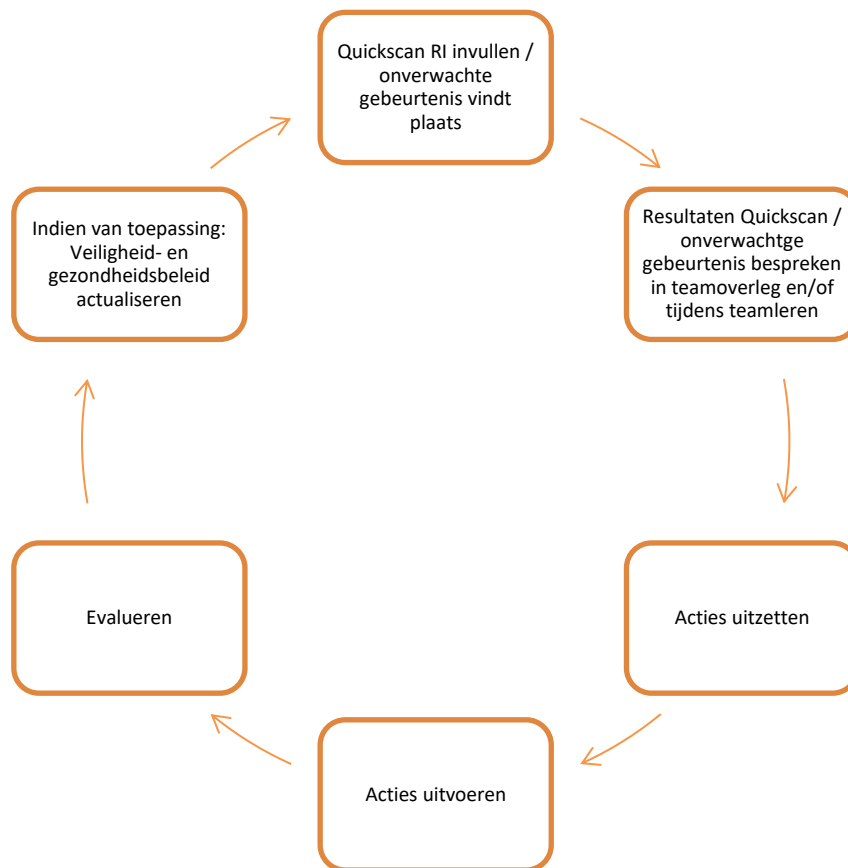 Quickscan RI invullen /
onverwachte
gebeurtenis vindt
plaats
Resultaten Quickscan /
onverwachtge
gebeurtenis bespreken
in teamoverleg en/of
tijdens teamleren
Acties uitzetten
Acties uitvoeren
Evalueren
Indien van toepassing:
Veiligheid- en
gezondheidsbeleid
actualiseren